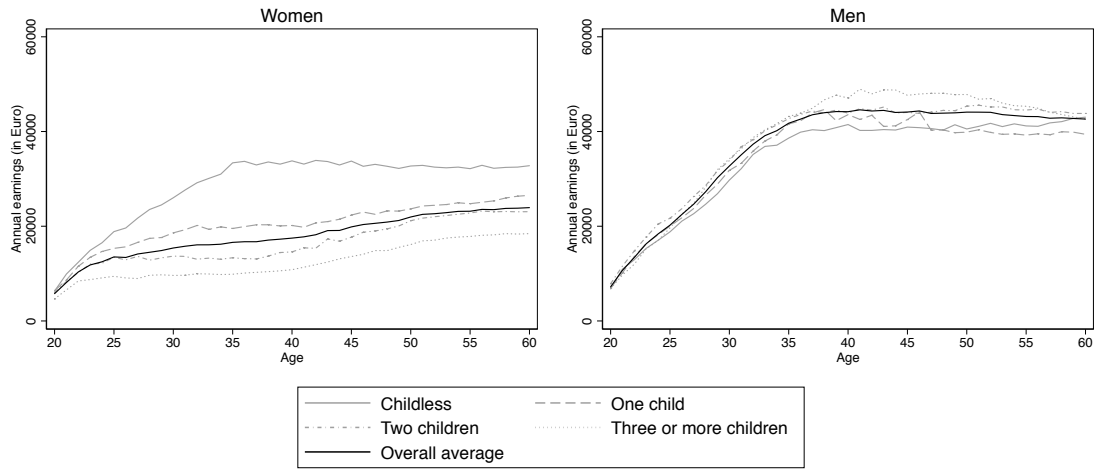 Women
Annual earnings (in Euro)
60000
40000
20000
0
20 25 30 35 40 45 50 55 60
Age
Men
Annual earnings (in Euro)
60000
40000
20000
0
20 25 30 35 40 45 50 55 60
Age
Childless One child
Two children Three or more children
Overall average